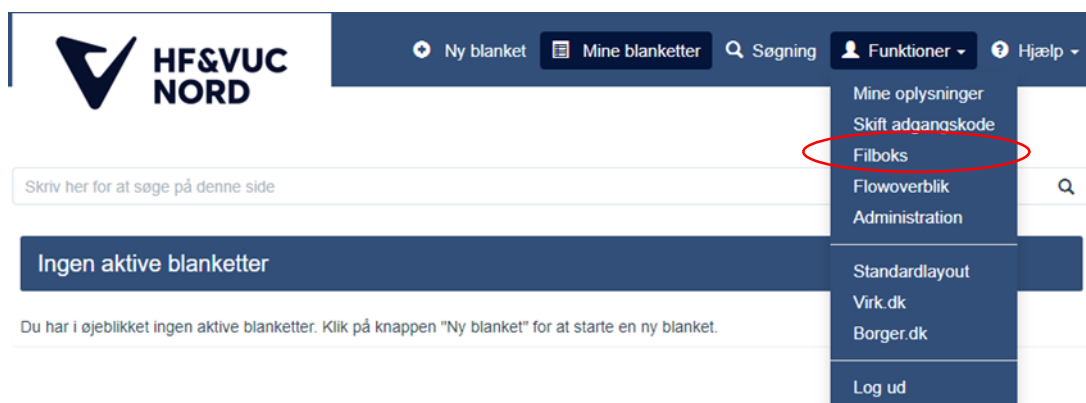 HF&VUC
NORD
Ny blanket Mine blanketter Søgning Funktioner Hjælp
Mine oplysninger
Skift adgangskode
Filboks
Flowoverblik
Administration
Standardlayout
Virk.dk
Borger.dk
Log ud
Skriv her for at søge på denne side
Ingen aktive blanketter
Du har i øjeblikket ingen aktive blanketter. Klik på knappen "Ny blanket" for at starte en ny blanket.